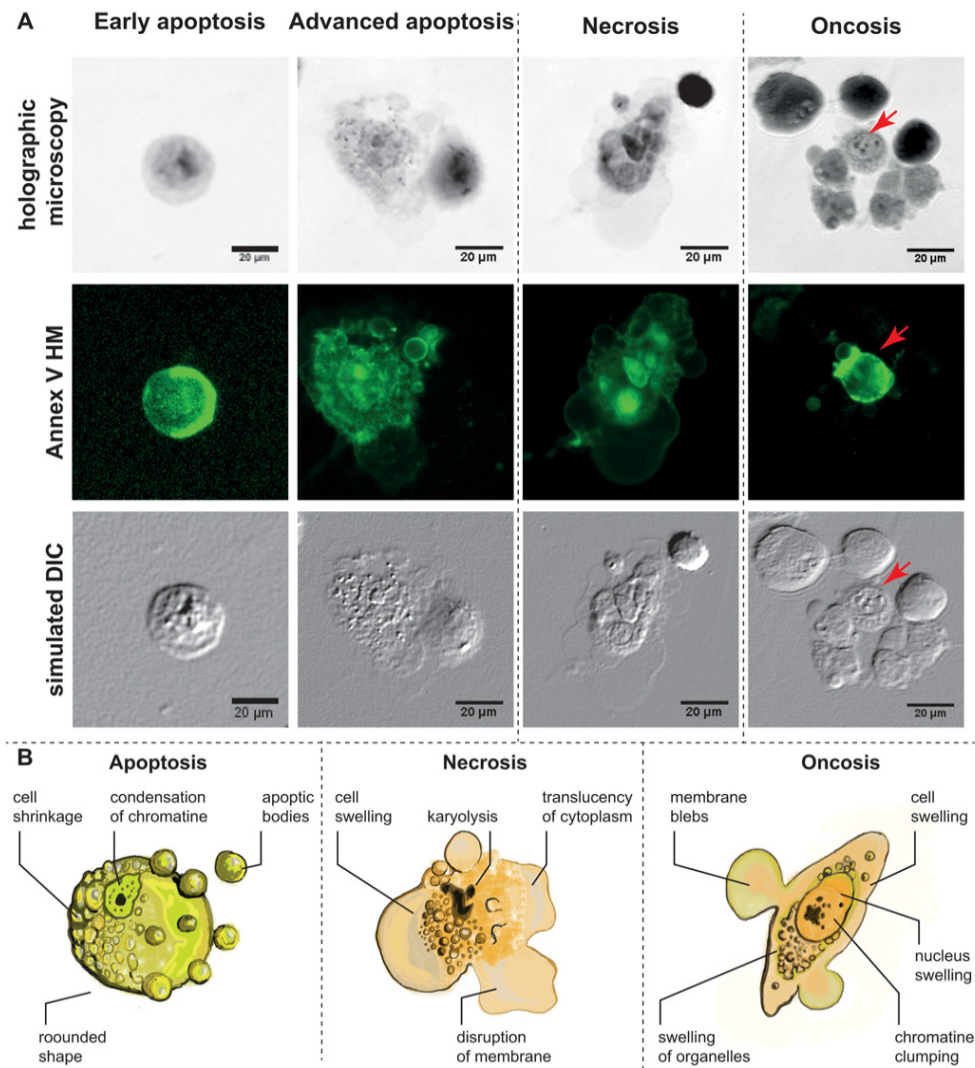 A
Early apoptosis
Advanced apoptosis
Necrosis
Oncosis
holographic
microscopy
20 µm
20 µm
20 µm
20 µm
Annex V HM
simulated DIC
20 µm
20 µm
20 µm
20 µm
B
Apoptosis
cell
shrinkage
condensation
of chromatine
apoptic
bodies
roounded
shape
Necrosis
cell
swelling
karyolysis
translucency
of cytoplasm
disruption
of membrane
Oncosis
membrane
blebs
cell
swelling
nucleus
swelling
swelling
of organelles
chromatine
clumping